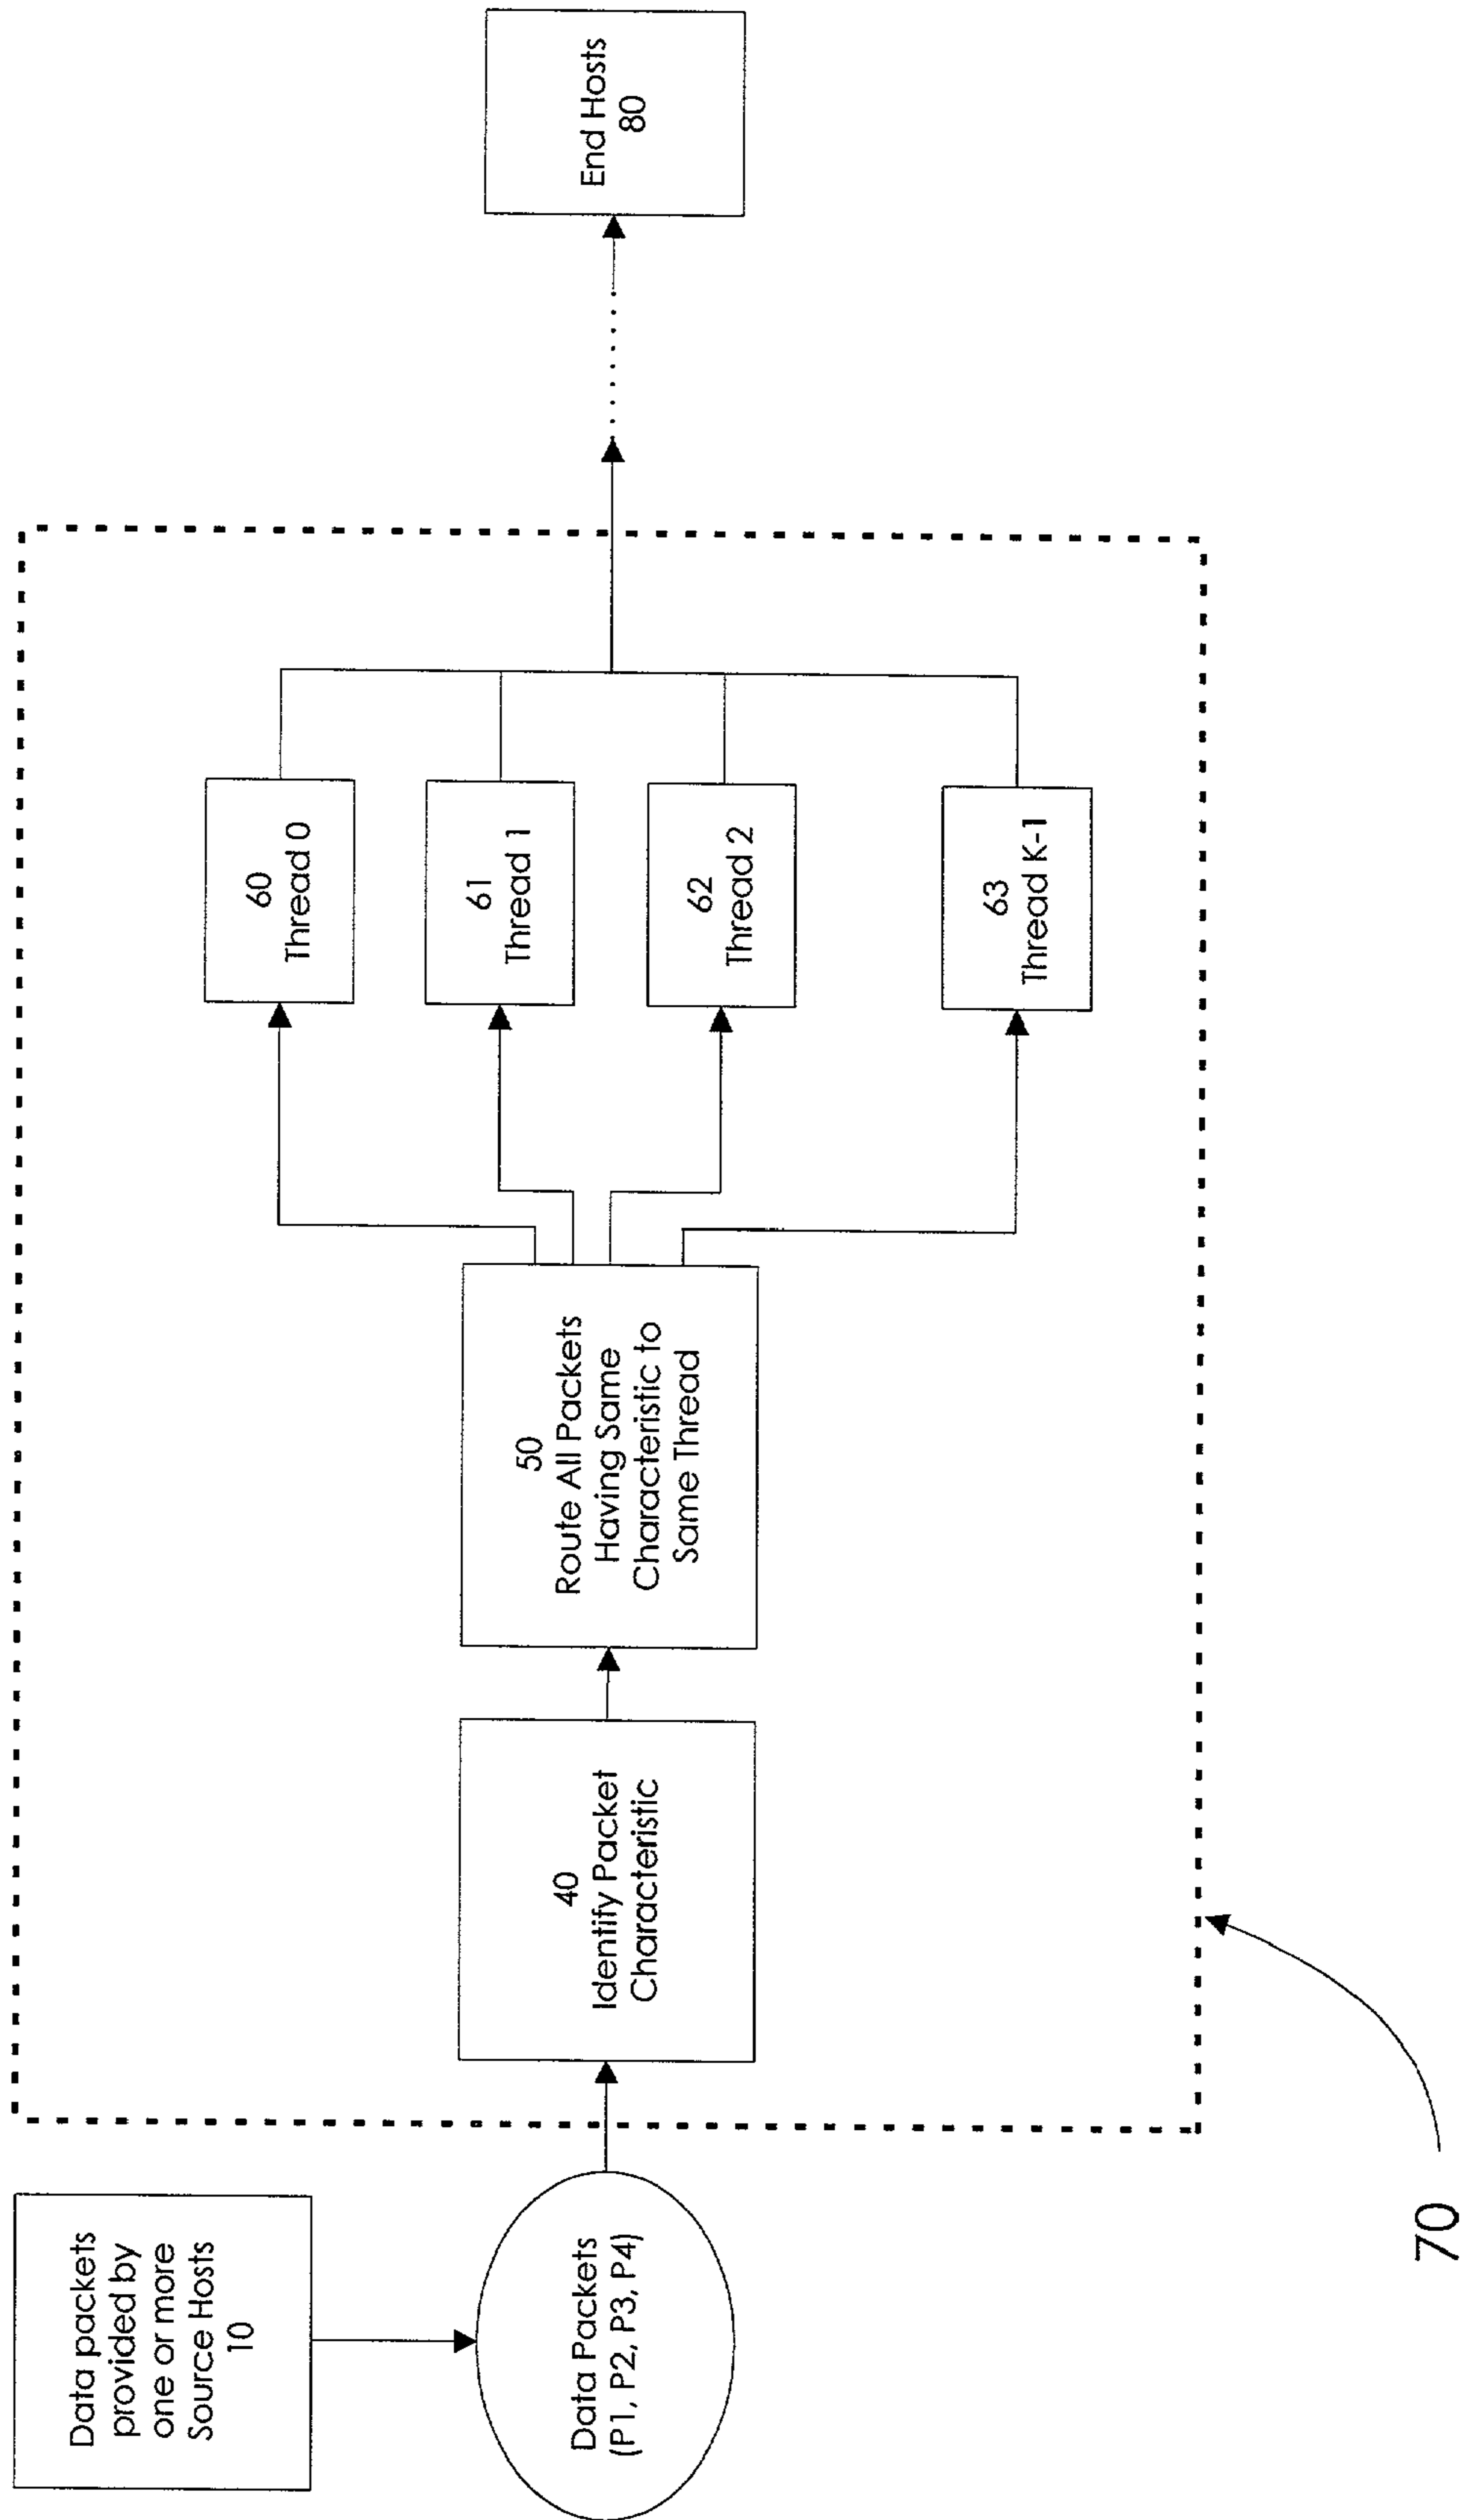 Data packets
provided by
one or more
Source Hosts
10
Data Packets
(P1, P2, P3, P4)
40
Identify Packet
Characteristic
50
Route All Packets
Having Same
Characteristic to
Same Thread
60
Thread 0
61
Thread 1
62
Thread 2
63
Thread K-1
End Hosts
80
70